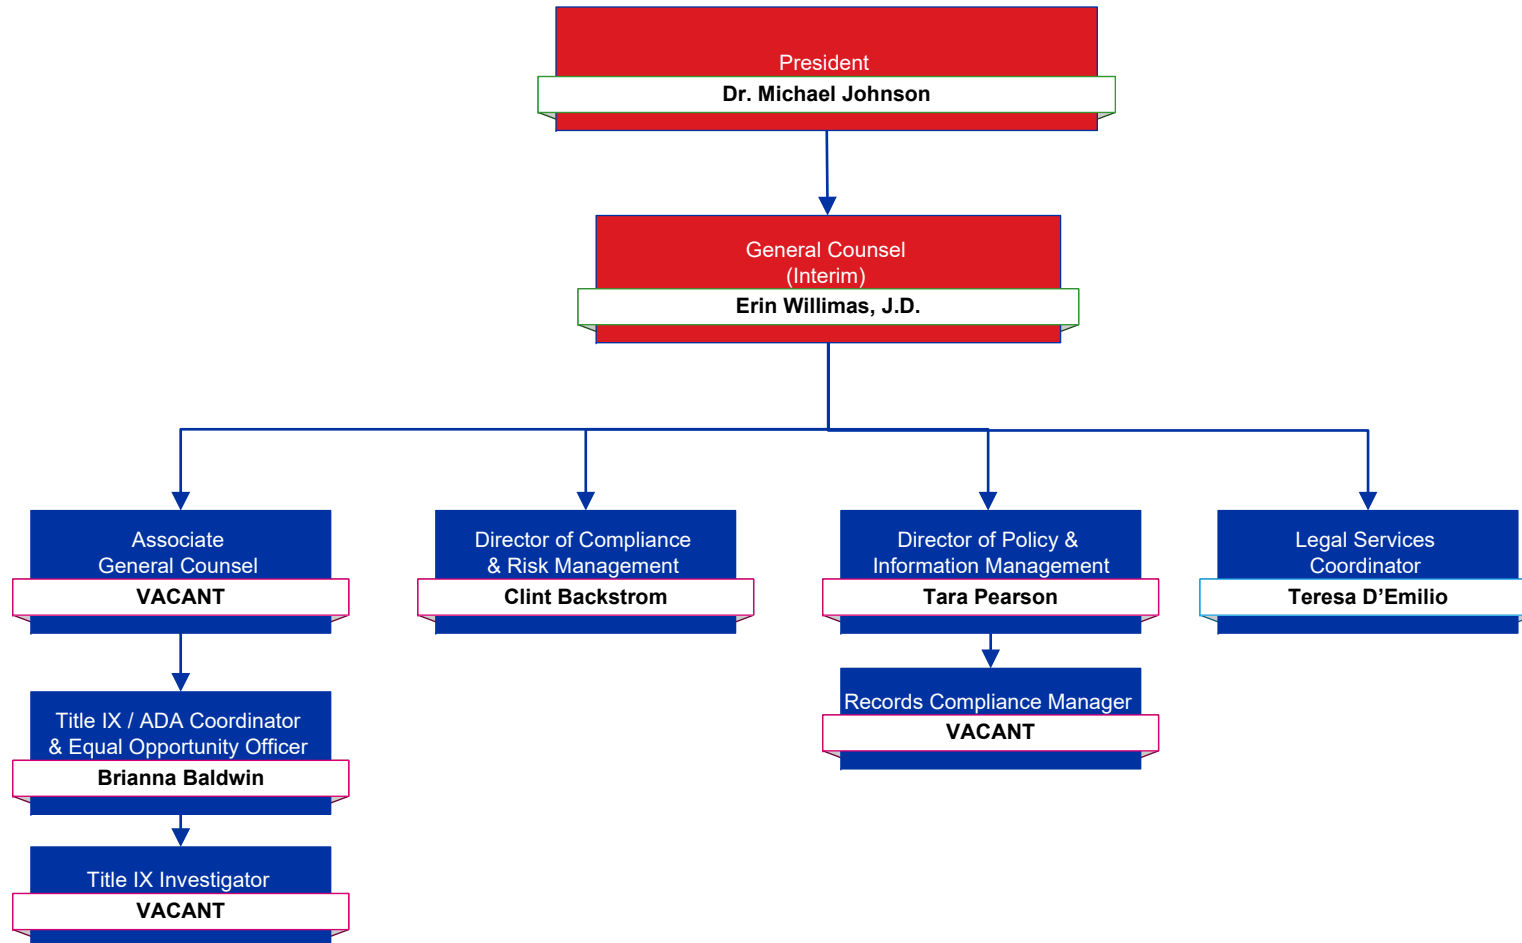 President
Dr. Michael Johnson
General Counsel
(Interim)
Erin Willimas, J.D.
Associate
General Counsel
VACANT
Director of Compliance
& Risk Management
Clint Backstrom
Director of Policy &
Information Management
Tara Pearson
Legal Services
Coordinator
Teresa D’Emilio
Title IX / ADA Coordinator
& Equal Opportunity Officer
Brianna Baldwin
Records Compliance Manager
VACANT
Title IX Investigator
VACANT